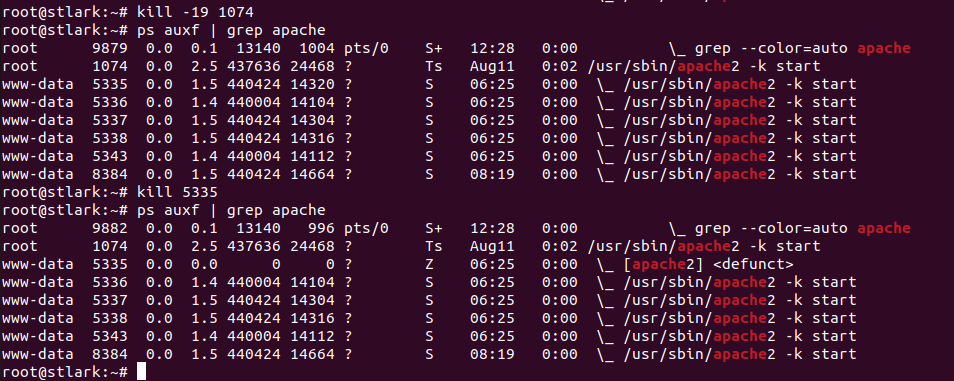 root@stlark:~# kill -19 1074
root@stlark:~# ps auxf | grep apache
root      9879  0.0  0.1  13140  1004 pts/0    S+   12:28   0:00          \_ grep --color=auto apache
root      1074  0.0  2.5 437636 24468 ?        Ts   Aug11   0:02 /usr/sbin/apache2 -k start
www-data  5335  0.0  1.5 440424 14320 ?        S    06:25   0:00  \_ /usr/sbin/apache2 -k start
www-data  5336  0.0  1.4 440004 14104 ?        S    06:25   0:00  \_ /usr/sbin/apache2 -k start
www-data  5337  0.0  1.5 440424 14304 ?        S    06:25   0:00  \_ /usr/sbin/apache2 -k start
www-data  5338  0.0  1.5 440424 14316 ?        S    06:25   0:00  \_ /usr/sbin/apache2 -k start
www-data  5343  0.0  1.4 440004 14112 ?        S    06:25   0:00  \_ /usr/sbin/apache2 -k start
www-data  8384  0.0  1.5 440424 14664 ?        S    08:19   0:00  \_ /usr/sbin/apache2 -k start
root@stlark:~# kill 5335
root@stlark:~# ps auxf | grep apache
root      9882  0.0  0.1  13140   996 pts/0    S+   12:28   0:00          \_ grep --color=auto apache
root      1074  0.0  2.5 437636 24468 ?        Ts   Aug11   0:02 /usr/sbin/apache2 -k start
www-data  5335  0.0  0.0      0     0 ?        Z    06:25   0:00  \_ [apache2] <defunct>
www-data  5336  0.0  1.4 440004 14104 ?        S    06:25   0:00  \_ /usr/sbin/apache2 -k start
www-data  5337  0.0  1.5 440424 14304 ?        S    06:25   0:00  \_ /usr/sbin/apache2 -k start
www-data  5338  0.0  1.5 440424 14316 ?        S    06:25   0:00  \_ /usr/sbin/apache2 -k start
www-data  5343  0.0  1.4 440004 14112 ?        S    06:25   0:00  \_ /usr/sbin/apache2 -k start
www-data  8384  0.0  1.5 440424 14664 ?        S    08:19   0:00  \_ /usr/sbin/apache2 -k start
root@stlark:~#